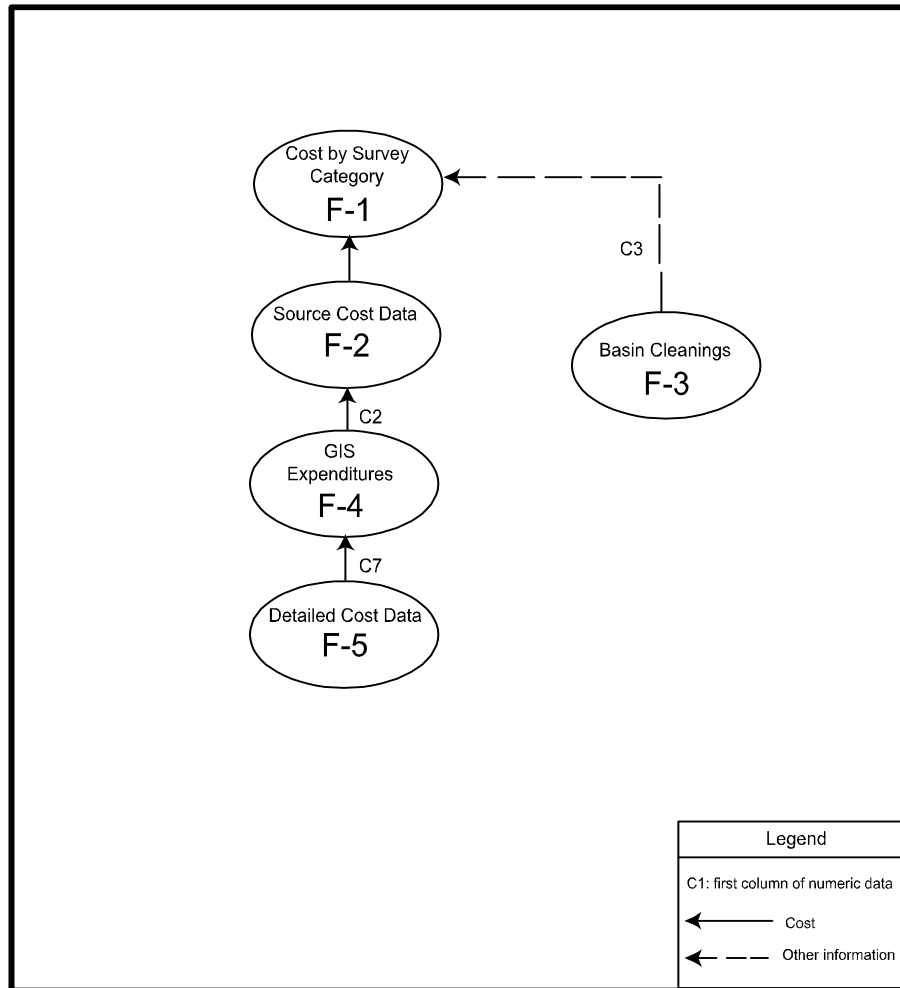 Cost by Survey
Category
F-1
C3
Source Cost Data
F-2
Basin Cleanings
F-3
C2
GIS
Expenditures
F-4
C7
Detailed Cost Data
F-5
Legend
C1: first column of numeric data
Cost
Other information